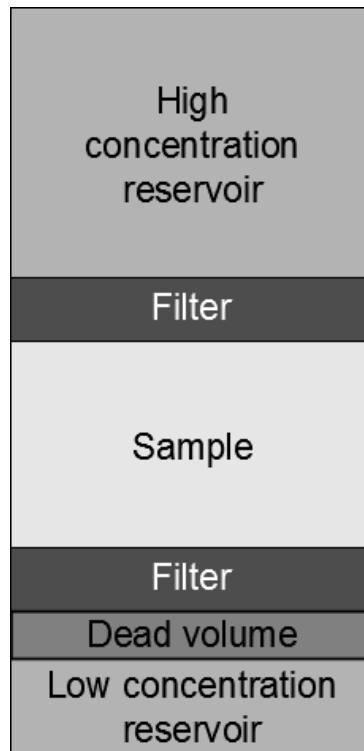 High
concentration
reservoir
Filter
Sample
Filter
Dead volume
Low concentration
reservoir